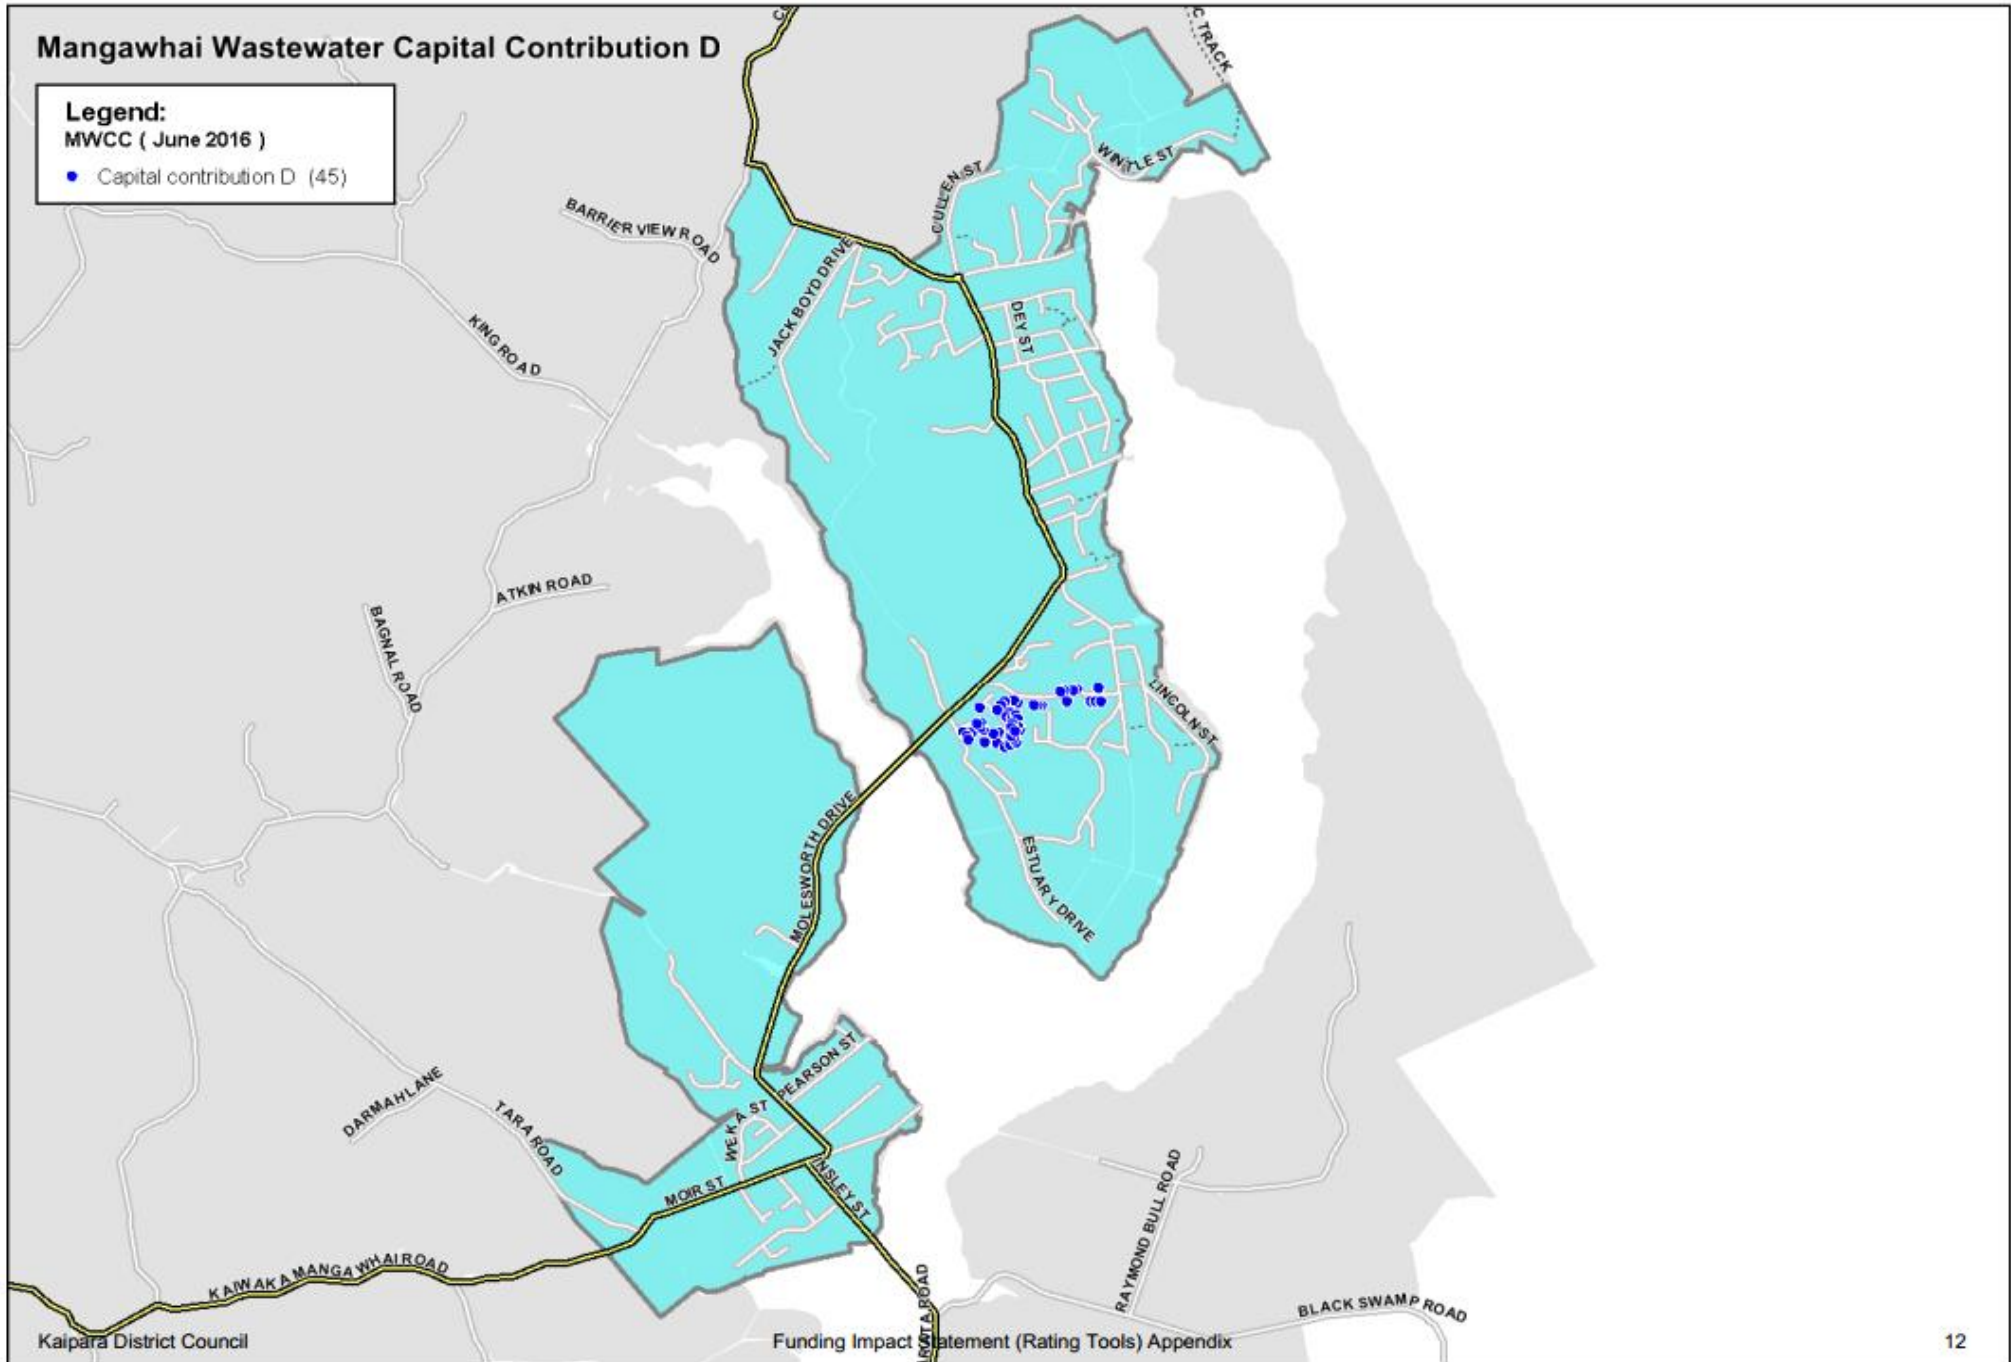 Mangawhai Wastewater Capital Contribution D
Legend:
MWCC ( June 2016 )
Capital contribution D (45)
C TRACK
WINTLE ST
CULLEN ST
BARRIER VIEW ROAD
JACK BOYD DRIVE
DEY ST
KING ROAD
ATKIN ROAD
BAGNAL ROAD
LINCOLN ST
MOLESWORTH DRIVE
ESTUARY DRIVE
PEARSON ST
DARMAH LANE
TARA ROAD
WEKA ST
MOIR ST
INSLEY ST
RAYMOND BULL ROAD
KAIWAKA MANGAWHAI ROAD
BLACK SWAMP ROAD
ROAD
Kaipara District Council
Funding Impact Statement (Rating Tools) Appendix
12